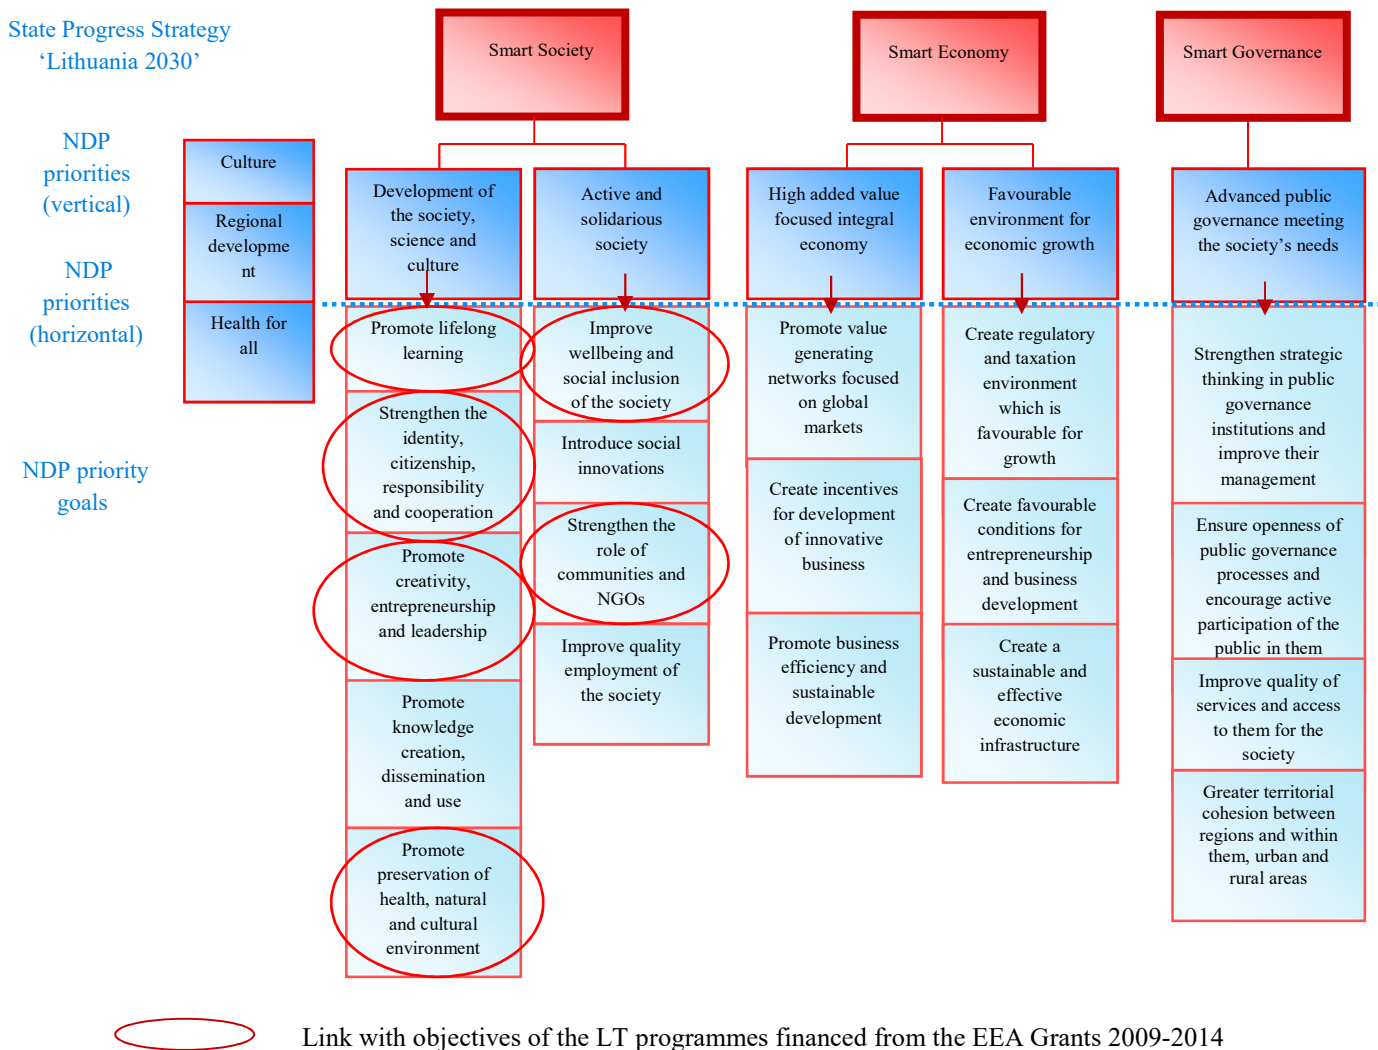 State Progress Strategy
‘Lithuania 2030’
Smart Society
Smart Economy
Smart Governance
NDP
priorities
(vertical)
NDP
priorities
(horizontal)
NDP priority
goals
Culture
Regional
developme
nt
Health for
all
Development of
the society,
science and
culture
Active and
solidarious
society
High added value
focused integral
economy
Favourable
environment for
economic growth
Advanced public
governance meeting
the society’s needs
Promote lifelong
learning
Strengthen the
identity,
citizenship,
responsibility
and cooperation
Promote
creativity,
entrepreneurship
and leadership
Promote
knowledge
creation,
dissemination
and use
Promote
preservation of
health, natural
and cultural
environment
Improve
wellbeing and
social inclusion
of the society
Introduce social
innovations
Strengthen the
role of
communities and
NGOs
Improve quality
employment of
the society
Promote value
generating
networks focused
on global
markets
Create incentives
for development
of innovative
business
Promote business
efficiency and
sustainable
development
Create regulatory
and taxation
environment
which is
favourable for
growth
Create favourable
conditions for
entrepreneurship
and business
development
Create a
sustainable and
effective
economic
infrastructure
Strengthen strategic
thinking in public
governance
institutions and
improve their
management
Ensure openness of
public governance
processes and
encourage active
participation of the
public in them
Improve quality of
services and access
to them for the
society
Greater territorial
cohesion between
regions and within
them, urban and
rural areas
Link with objectives of the LT programmes financed from the EEA Grants 2009-2014